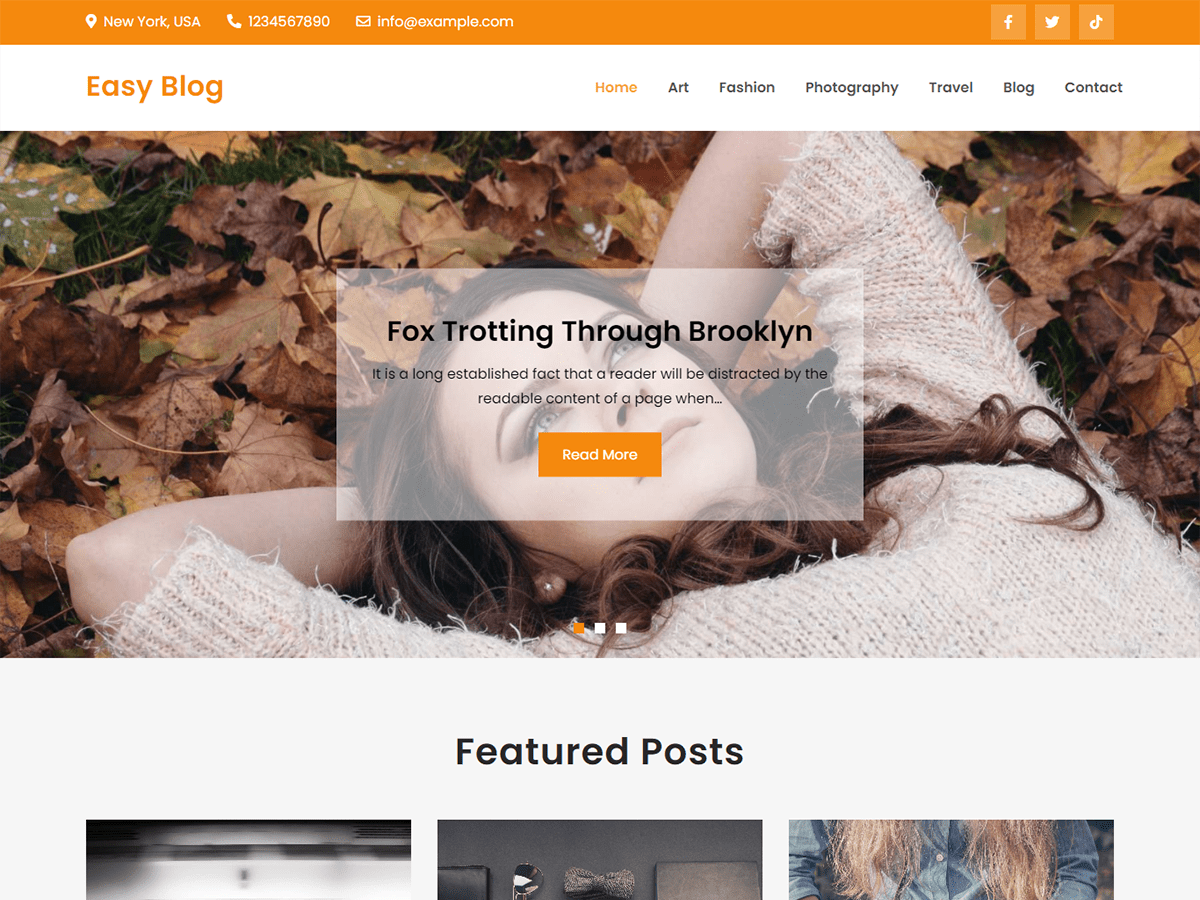 New York, USA 1234567890 info@example.com
Easy Blog
Home Art Fashion Photography Travel Blog Contact
Fox Trotting Through Brooklyn
It is a long established fact that a reader will be distracted by the
readable content of a page when...
Read More
Featured Posts